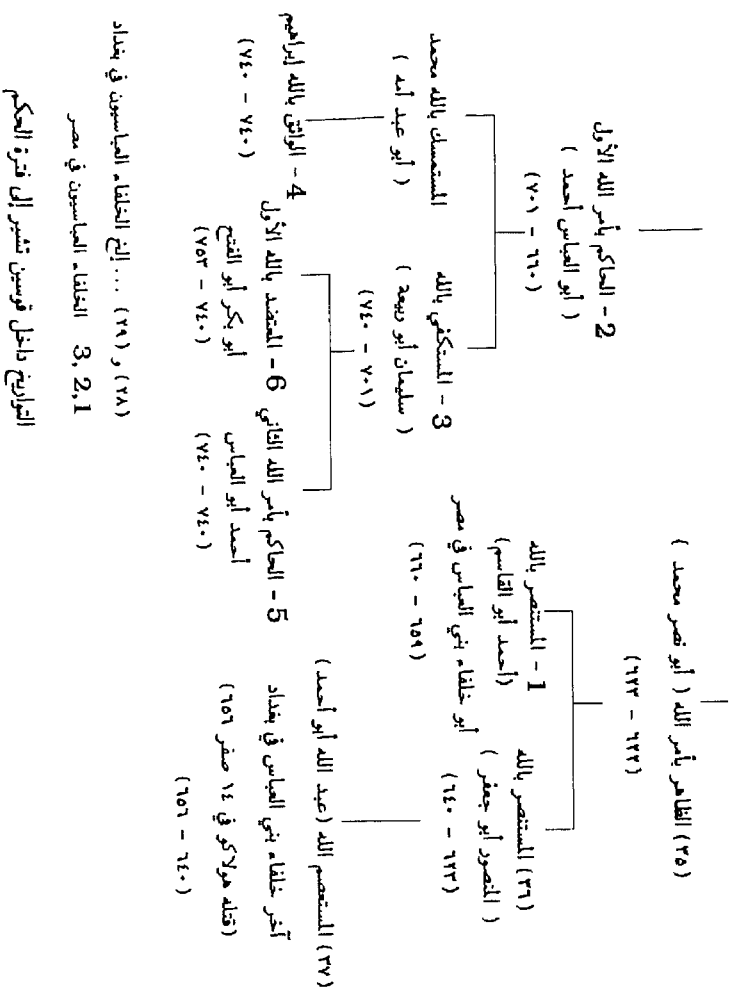 (٣٥) الظاهر بأمر الله ( أبو نصر محمد )
(٦٢٢ - ٦٢٣)
1 - المستنصر بالله
(أحمد أبو القاسم)
أبو خلفاء بني العباس في مصر
(٦٥٩ - ٦٦٠)
(٣٦) المستنصر بالله
( المنصور أبو جعفر )
(٦٢٣ - ٦٤٠)
(٣٧) المستعصم الله (عبد الله أبو أحمد)
آخر خلفاء بني العباس في بغداد
(قتله هولاكو في ١٤ صفر ٦٥٦)
(٦٤٠ - ٦٥٦)
2 - الحاكم بأمر الله الأول
( أبو العباس أحمد )
(٦٦٠ - ٧٠١)
المستمسك بالله محمد
( أبو عبد الله )
3 - المستكفي بالله
( سليمان أبو ربيعة )
(٧٠١ - ٧٤٠)
4 - الواثق بالله إبراهيم
(٧٤٠ - ٧٤٠)
6 - المعتضد بالله الأول
أبو بكر أبو الفتح
(٧٤٠ - ٧٥٣)
5 - الحاكم بأمر الله الثاني
أحمد أبو العباس
(٧٤٠ - ٧٤٠)
(٢٨) و (٢٩) ... إلخ الخلفاء العباسيون في بغداد
3, 2,1 الخلفاء العباسيون في مصر
التواريخ داخل قوسين تشير إلى فترة الحكم